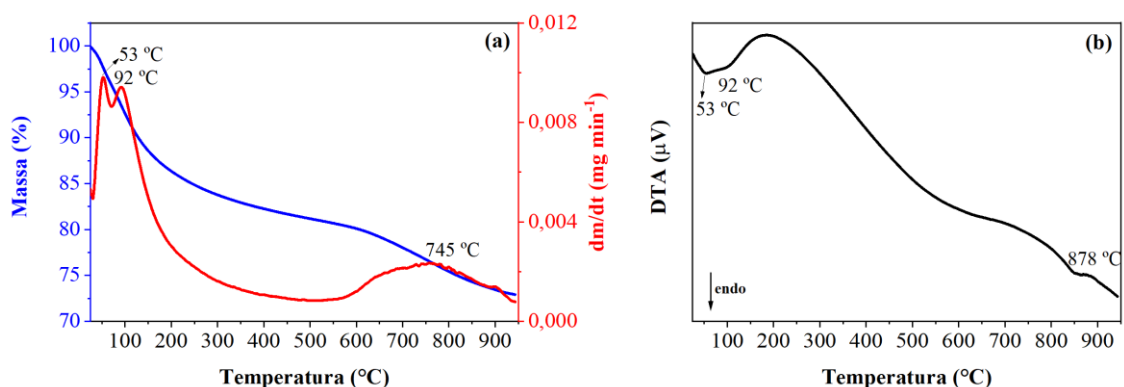 (a)
53 ºC
92 ºC
745 ºC
100
95
90
85
80
75
70
Massa (%)
0,012
0,008
0,004
0,000
dm/dt (mg min⁻¹)
100 200 300 400 500 600 700 800 900
Temperatura (°C)
(b)
92 ºC
53 ºC
878 ºC
endo
DTA (µV)
100 200 300 400 500 600 700 800 900
Temperatura (°C)